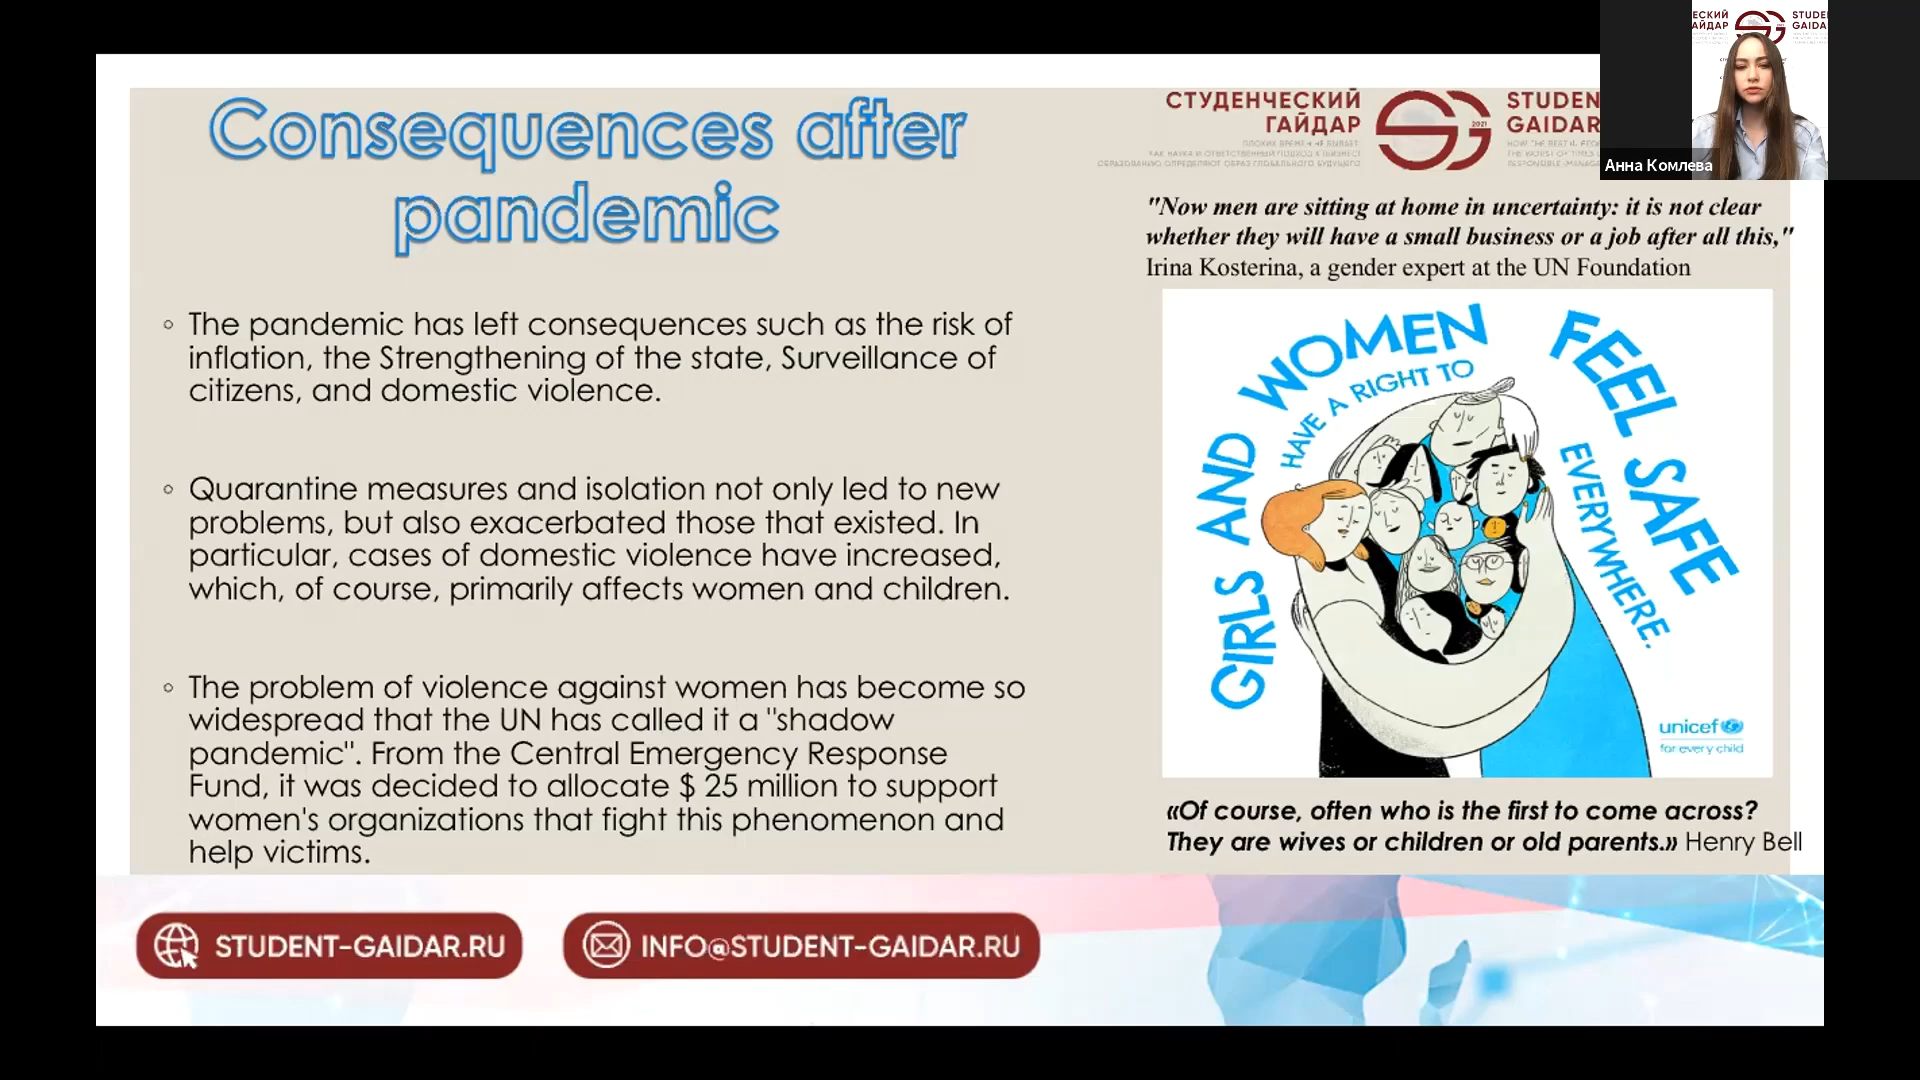 Consequences after
pandemic
◦ The pandemic has left consequences such as the risk of
inflation, the Strengthening of the state, Surveillance of
citizens, and domestic violence.
◦ Quarantine measures and isolation not only led to new
problems, but also exacerbated those that existed. In
particular, cases of domestic violence have increased,
which, of course, primarily affects women and children.
◦ The problem of violence against women has become so
widespread that the UN has called it a "shadow
pandemic". From the Central Emergency Response
Fund, it was decided to allocate $ 25 million to support
women's organizations that fight this phenomenon and
help victims.
СТУДЕНЧЕСКИЙ
ГАЙДАР
SG
2021
STUDEN
GAIDAR
"Now men are sitting at home in uncertainty: it is not clear
whether they will have a small business or a job after all this,"
Irina Kosterina, a gender expert at the UN Foundation
GIRLS AND WOMEN
HAVE A RIGHT TO
FEEL SAFE
EVERYWHERE.
unicef
for every child
«Of course, often who is the first to come across?
They are wives or children or old parents.» Henry Bell
STUDENT-GAIDAR.RU
INFO@STUDENT-GAIDAR.RU
Анна Комлева